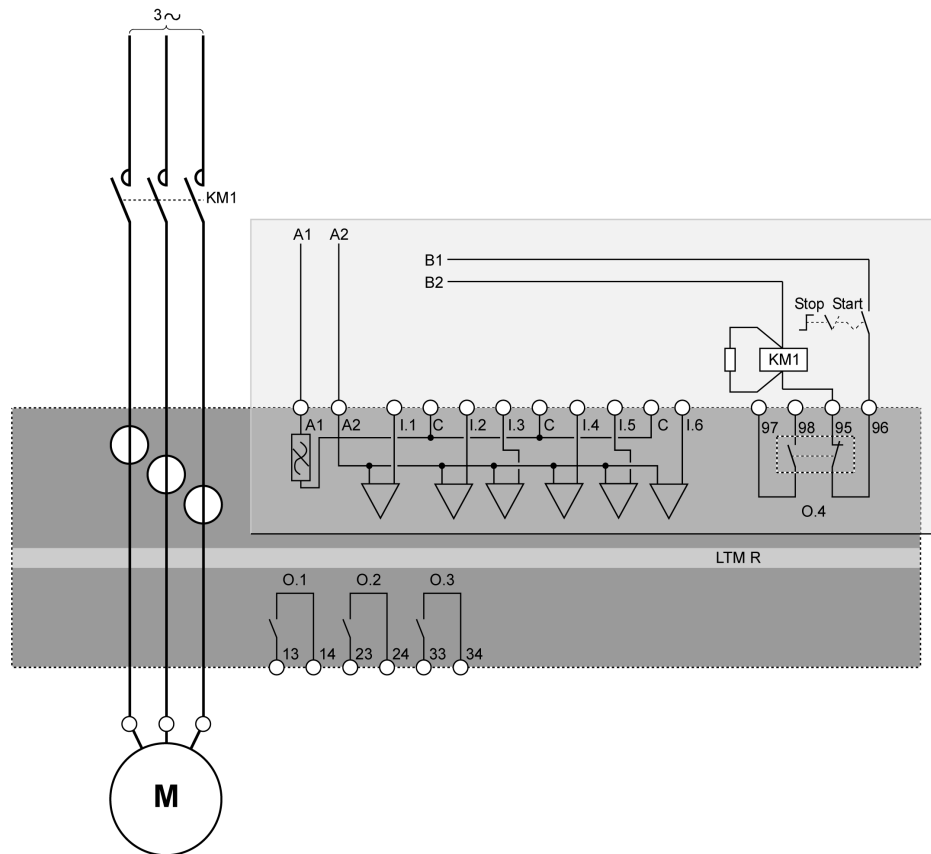 3∼
KM1
A1 A2
B1
B2
Stop Start
KM1
A1 A2 I.1 C I.2 I.3 C I.4 I.5 C I.6 97 98 95 96
O.4
LTM R
O.1 O.2 O.3
13 14 23 24 33 34
M